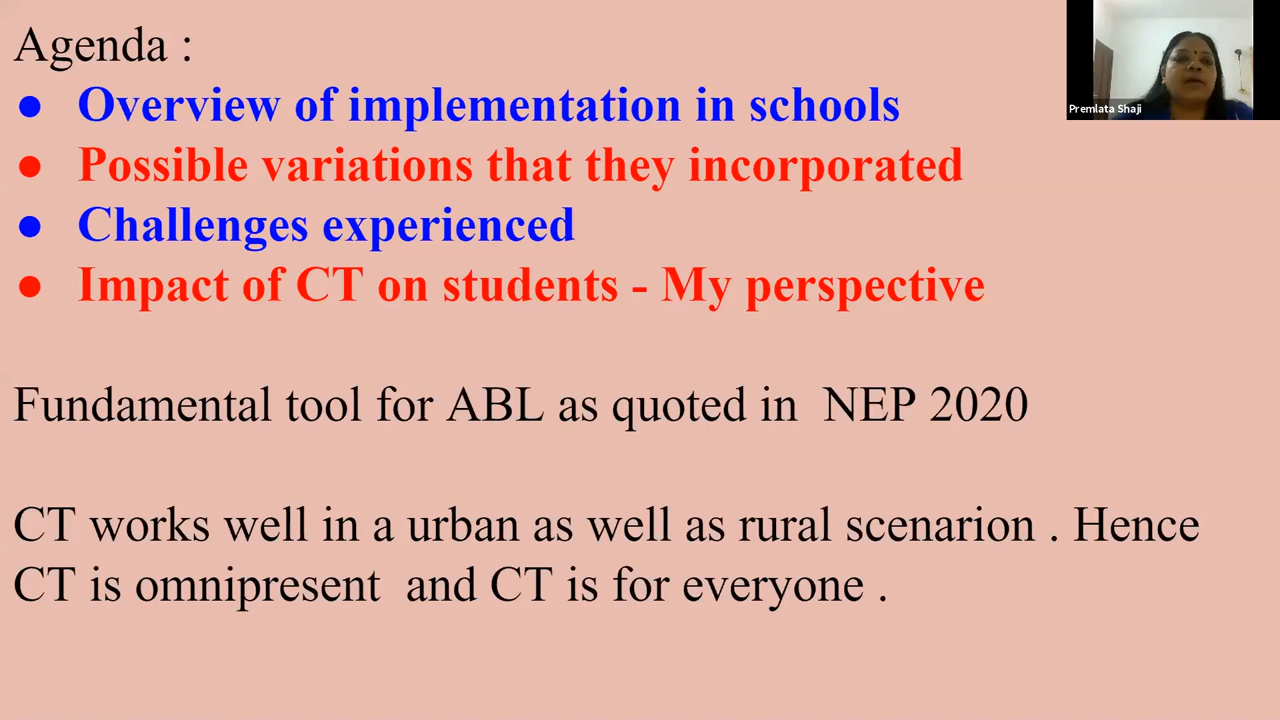 Agenda :
● Overview of implementation in schools
● Possible variations that they incorporated
● Challenges experienced
● Impact of CT on students - My perspective
Fundamental tool for ABL as quoted in NEP 2020
CT works well in a urban as well as rural scenarion . Hence
CT is omnipresent and CT is for everyone .
Premlata Shaji